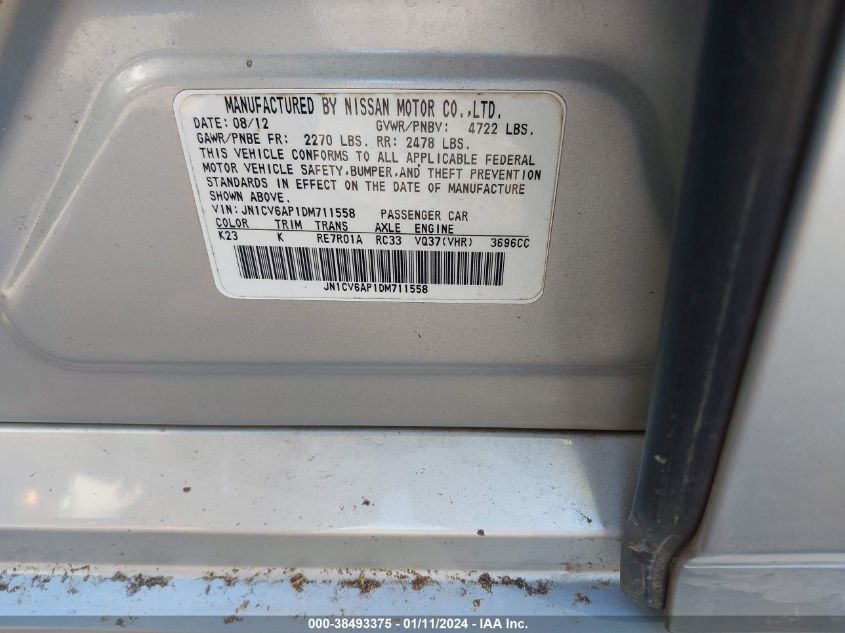 MANUFACTURED BY NISSAN MOTOR CO.,LTD.
DATE: 08/12 GVWR/PNBV: 4722 LBS.
GAWR/PNBE FR: 2270 LBS. RR: 2478 LBS.
THIS VEHICLE CONFORMS TO ALL APPLICABLE FEDERAL
MOTOR VEHICLE SAFETY,BUMPER,AND THEFT PREVENTION
STANDARDS IN EFFECT ON THE DATE OF MANUFACTURE
SHOWN ABOVE.
VIN: JN1CV6AP1DM711558 PASSENGER CAR
COLOR TRIM TRANS AXLE ENGINE
K23 K RE7R01A RC33 VQ37(VHR) 3696CC
JN1CV6AP1DM711558
000-38493375 - 01/11/2024 - IAA Inc.